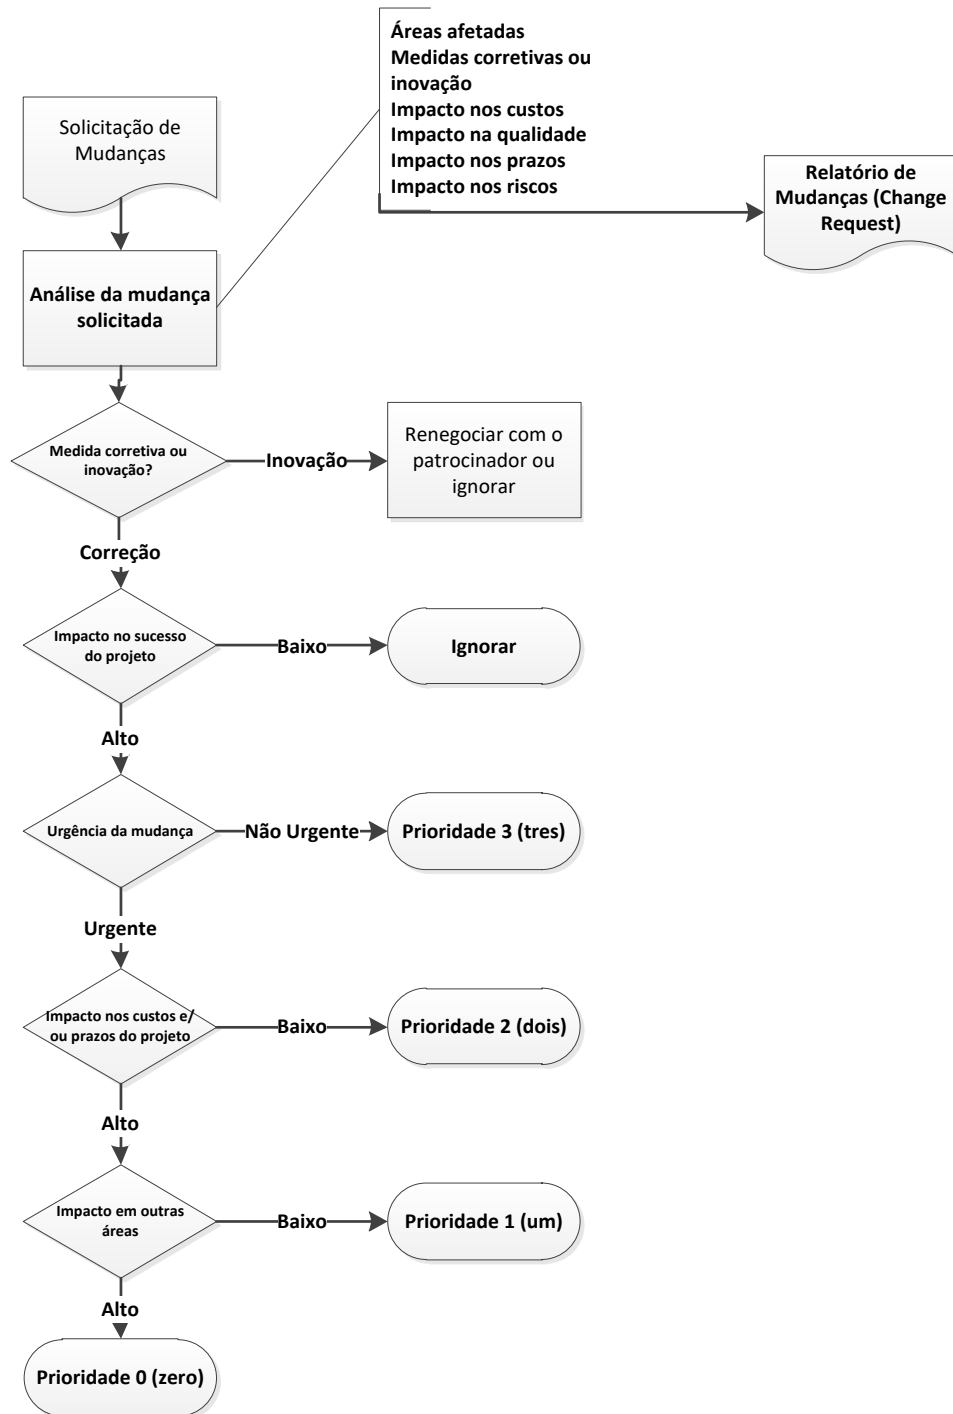 Áreas afetadas
Medidas corretivas ou
inovação
Impacto nos custos
Impacto na qualidade
Impacto nos prazos
Impacto nos riscos
Solicitação de
Mudanças
Relatório de
Mudanças (Change
Request)
Análise da mudança
solicitada
Medida corretiva ou
inovação?
Inovação
Renegociar com o
patrocinador ou
ignorar
Correção
Impacto no sucesso
do projeto
Baixo
Ignorar
Alto
Urgência da mudança
Não Urgente
Prioridade 3 (tres)
Urgente
Impacto nos custos e/
ou prazos do projeto
Baixo
Prioridade 2 (dois)
Alto
Impacto em outras
áreas
Baixo
Prioridade 1 (um)
Alto
Prioridade 0 (zero)